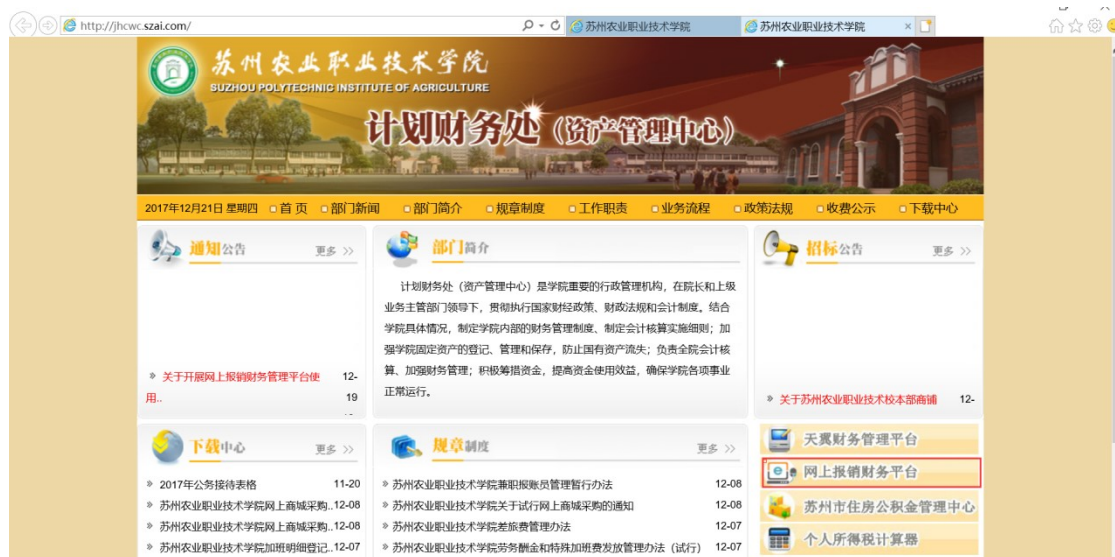 http://jhcwc.szai.com/
苏州农业职业技术学院
苏州农业职业技术学院
苏州农业职业技术学院
SUZHOU POLYTECHNIC INSTITUTE OF AGRICULTURE
计划财务处（资产管理中心）
2017年12月21日 星期四 首 页 部门新闻 部门简介 规章制度 工作职责 业务流程 政策法规 收费公示 下载中心
通知公告 更多 >>
关于开展网上报销财务管理平台使用.. 12-19
部门简介
计划财务处（资产管理中心）是学院重要的行政管理机构，在院长和上级
业务主管部门领导下，贯彻执行国家财经政策、财政法规和会计制度。结合
学院具体情况，制定学院内部的财务管理制度、制定会计核算实施细则；加
强学院固定资产的登记、管理和保存，防止国有资产流失；负责全院会计核
算、加强财务管理；积极筹措资金，提高资金使用效益，确保学院各项事业
正常运行。
招标公告 更多 >>
关于苏州农业职业技术校本部商铺 12-
下载中心 更多 >>
2017年公务接待表格 11-20
苏州农业职业技术学院网上商城采购..12-08
苏州农业职业技术学院网上商城采购..12-08
苏州农业职业技术学院加班明细登记..12-07
规章制度 更多 >>
苏州农业职业技术学院兼职报账员管理暂行办法 12-08
苏州农业职业技术学院关于试行网上商城采购的通知 12-08
苏州农业职业技术学院差旅费管理办法 12-07
苏州农业职业技术学院劳务酬金和特殊加班费发放管理办法（试行） 12-07
天翼财务管理平台
网上报销财务平台
苏州市住房公积金管理中心
个人所得税计算器